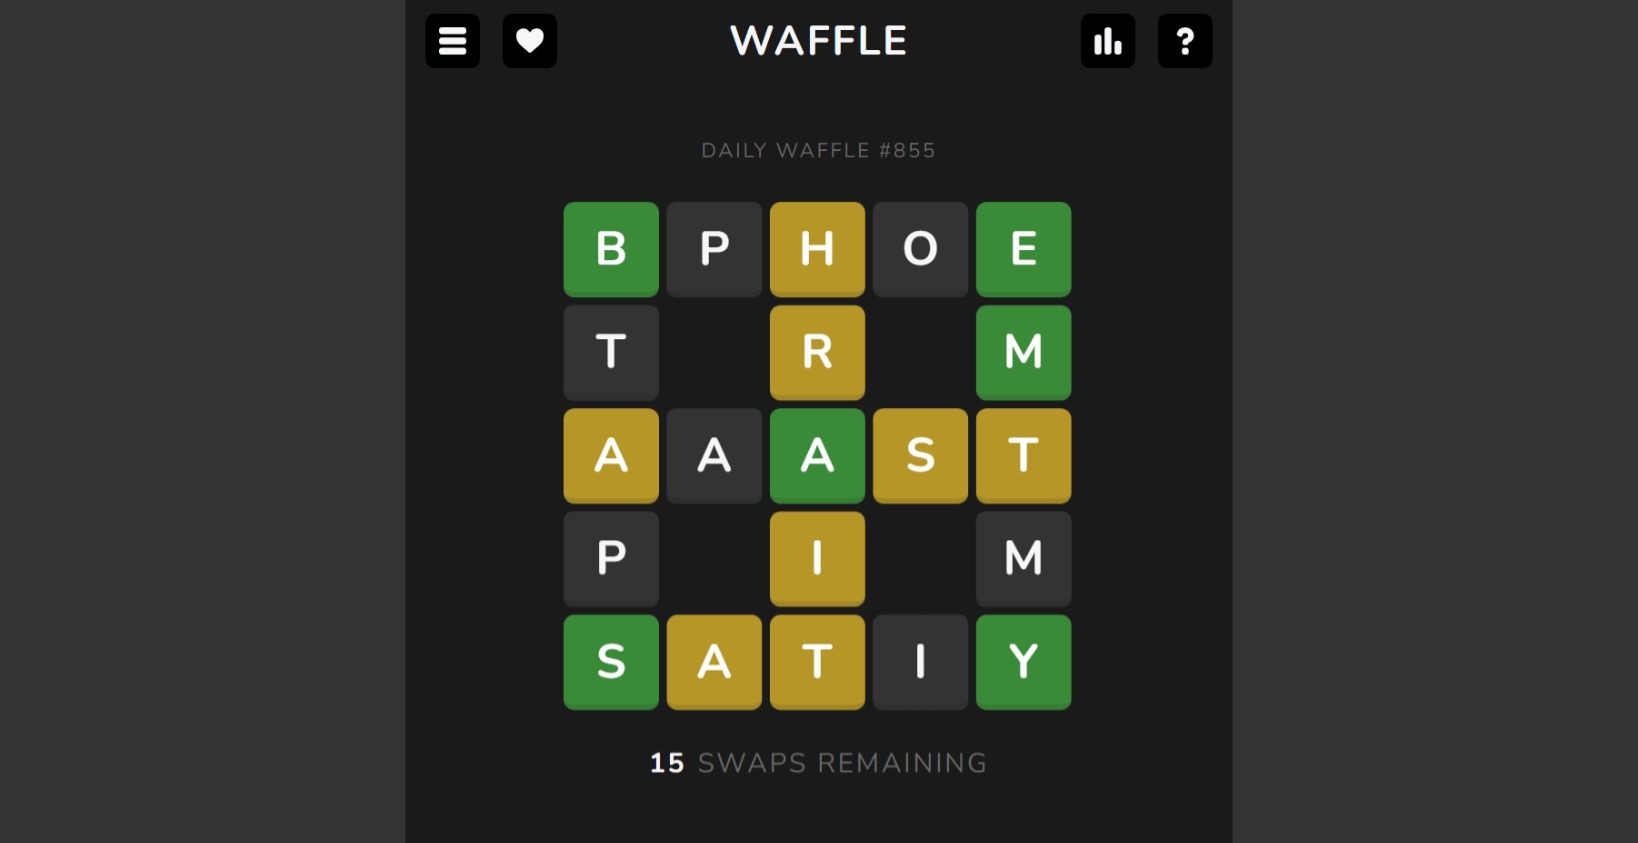 WAFFLE
?
DAILY WAFFLE #855
B P H O E
T R M
A A A S T
P I M
S A T I Y
15 SWAPS REMAINING